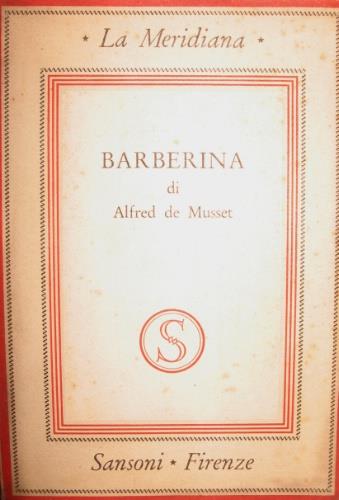 ★ La Meridiana ★
BARBERINA
di
Alfred de Musset
S
Sansoni ★ Firenze